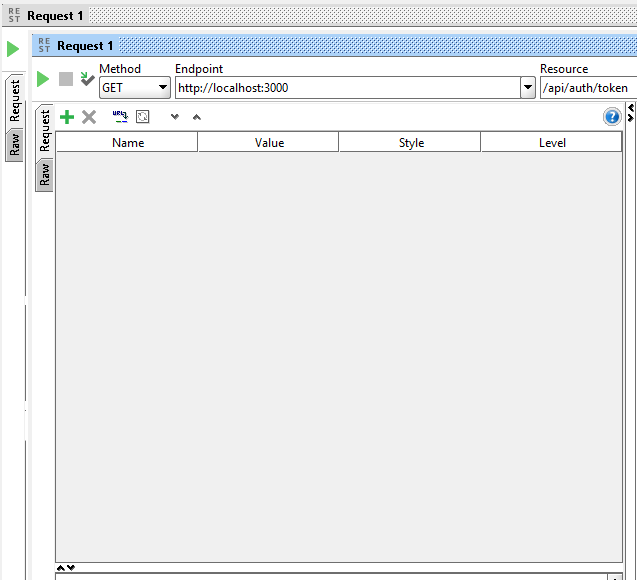 RE
ST
Request 1
RE
ST
Request 1
Method
Endpoint
Resource
GET
http://localhost:3000
/api/auth/token
Request
Raw
Request
Raw
Name
Value
Style
Level